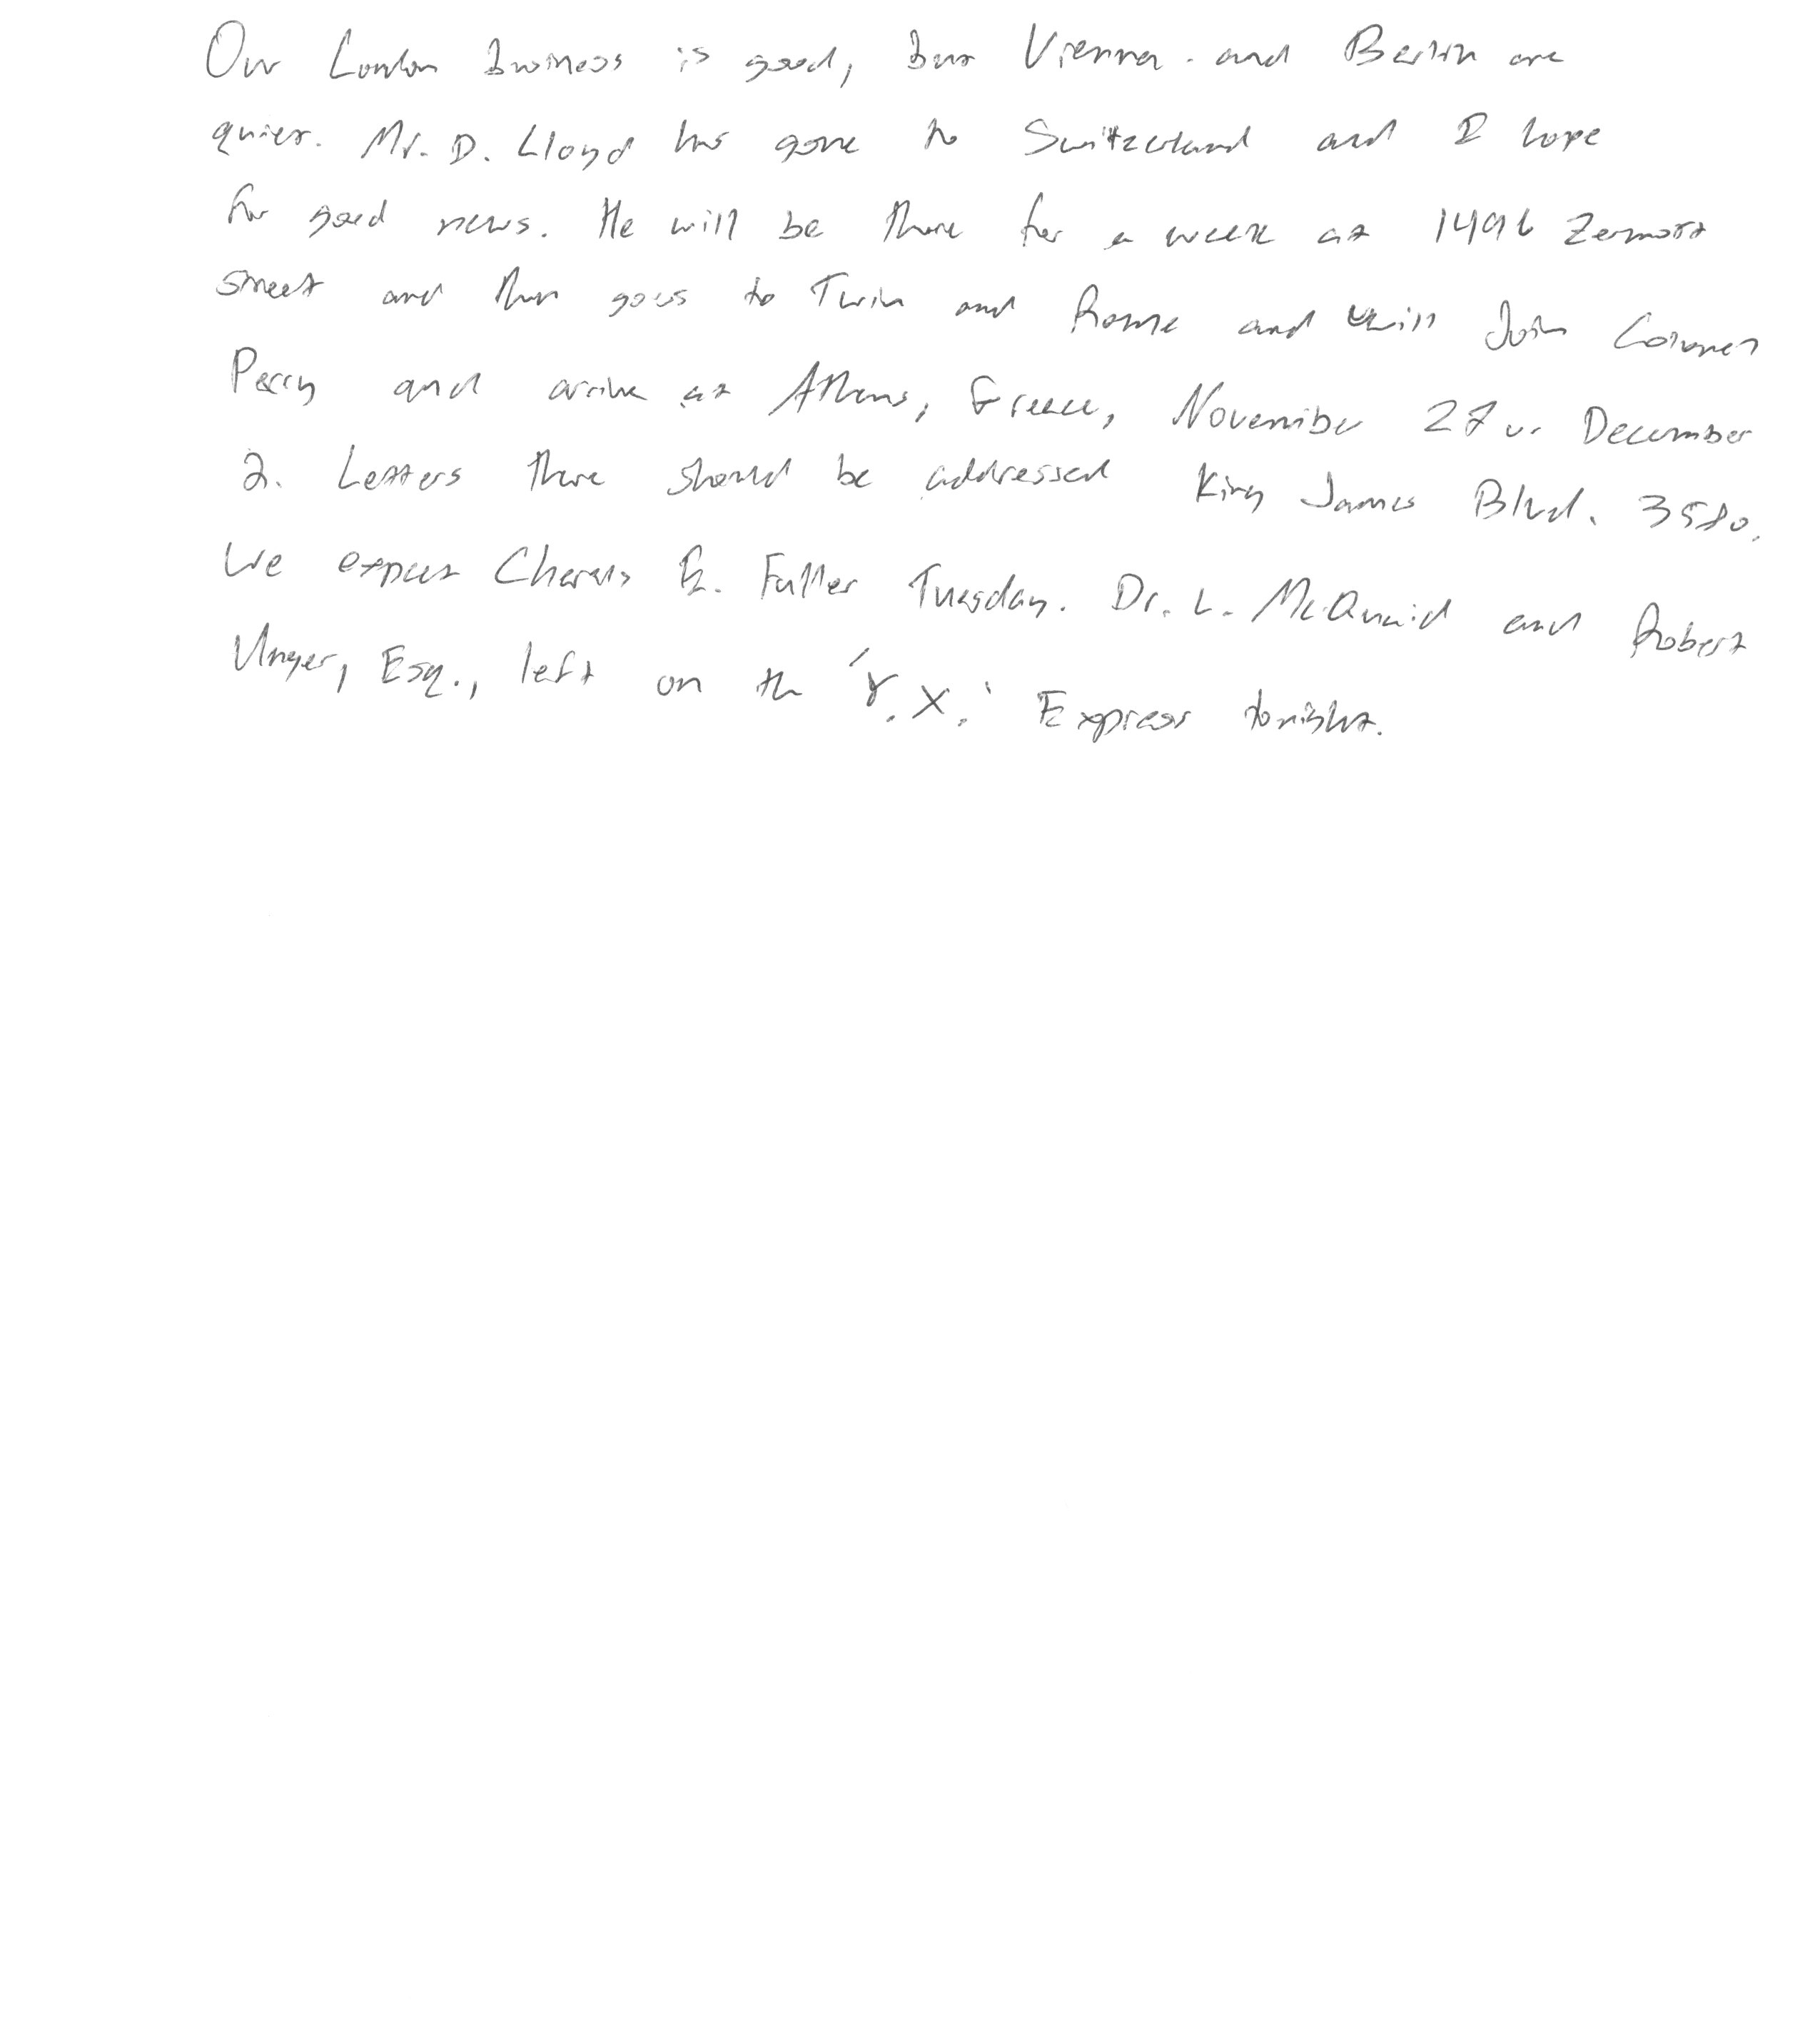 Our London business is good, but Vienna and Berlin are
quiet. Mr. D. Lloyd has gone to Switzerland and I hope
for good news. He will be there for a week at 1496 Zermott
street and then goes to Turin and Rome and will Join Colonel
Perry and arrive at Athens, Greece, November 27 or December
2. Letters there should be addressed King James Blvd. 3580.
We expect Charles E. Fuller Tuesday. Dr. L. McQuaid and Robert
Unger, Esq., left on the 'Y.X.' Express tonight.